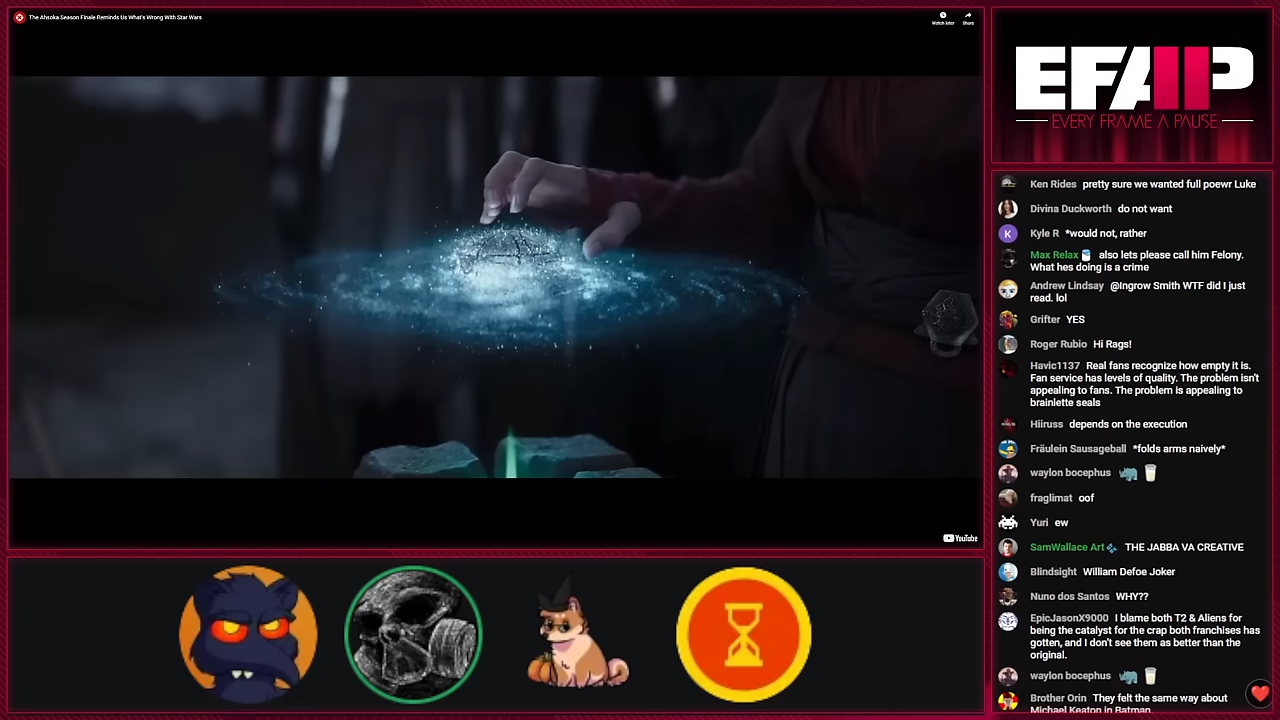 The Ahsoka Season Finale Reminds Us What's Wrong With Star Wars
Watch later
Share
YouTube
EFAP
EVERY FRAME A PAUSE
Ken Rides pretty sure we wanted full poewr Luke
Divina Duckworth do not want
K
Kyle R *would not, rather
Max Relax also lets please call him Felony.
What hes doing is a crime
Andrew Lindsay @Ingrow Smith WTF did I just
read. lol
Grifter YES
Roger Rubio Hi Rags!
Havic1137 Real fans recognize how empty it is.
Fan service has levels of quality. The problem isn't
appealing to fans. The problem is appealing to
brainlette seals
Hiiruss depends on the execution
Fräulein Sausageball *folds arms naively*
waylon bocephus
fraglimat oof
Yuri ew
SamWallace Art THE JABBA VA CREATIVE
Blindsight William Defoe Joker
Nuno dos Santos WHY??
EpicJasonX9000 I blame both T2 & Aliens for
being the catalyst for the crap both franchises has
gotten, and I don't see them as better than the
original.
waylon bocephus
Brother Orin They felt the same way about
Michael Keaton in Batman.